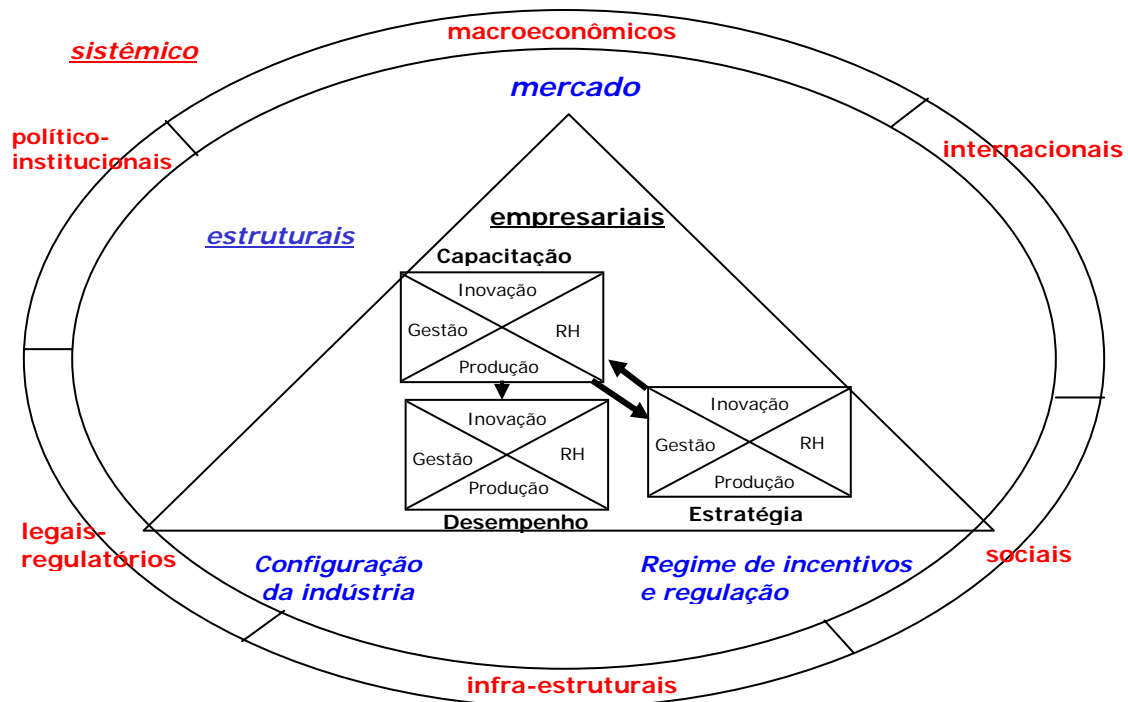 macroeconômicos
sistêmico
mercado
político-
institucionais
internacionais
estruturais
empresariais
Capacitação
Inovação
Gestão
RH
Produção
Inovação
Gestão
RH
Produção
Desempenho
Inovação
Gestão
RH
Produção
Estratégia
legais-
regulatórios
Configuração
da indústria
Regime de incentivos
e regulação
sociais
infra-estruturais